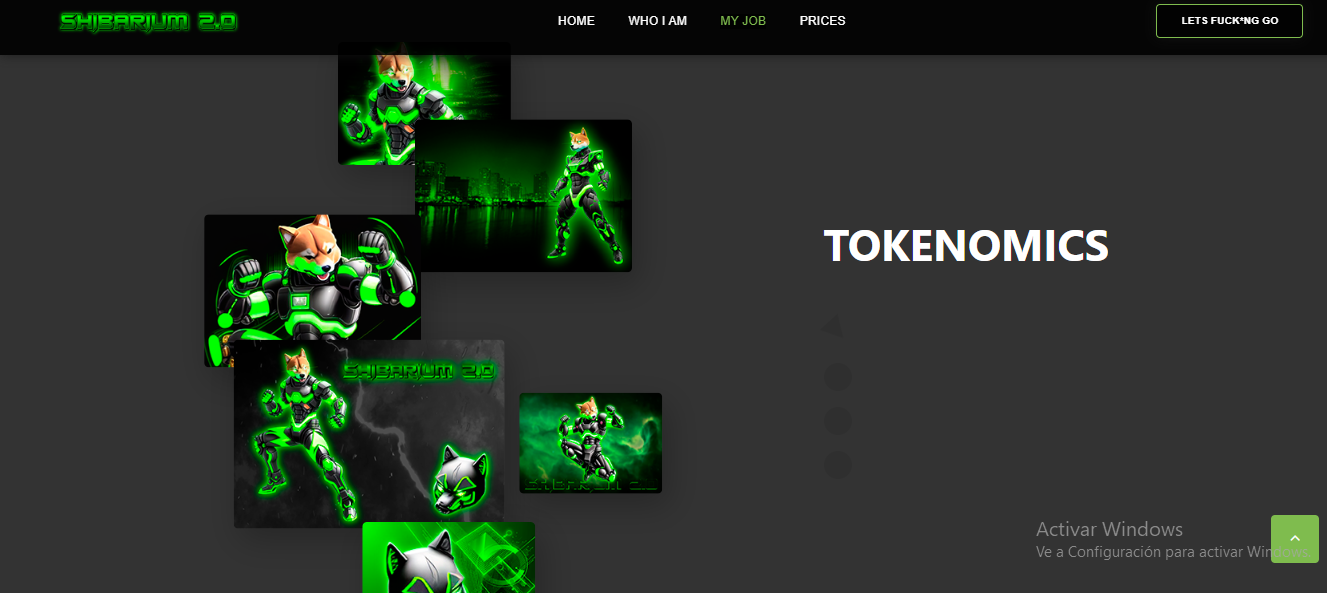 SHIBARIUM 2.0
HOME
WHO I AM
MY JOB
PRICES
LETS FUCK*NG GO
TOKENOMICS
SHIBARIUM 2.0
Activar Windows
Ve a Configuración para activar Windows.